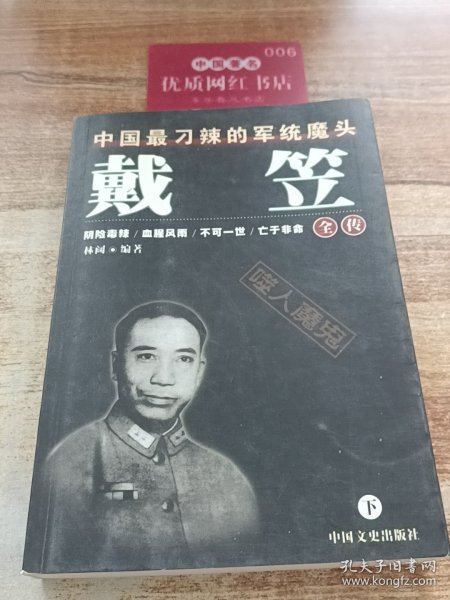 006
中国著名
优质网红书店
中国最刁辣的军统魔头
戴笠
全传
阴险毒辣/血腥风雨/不可一世/亡于非命
林阔 编著
噬人魔鬼
下
中国文史出版社
孔夫子旧书网
www.kongfz.com